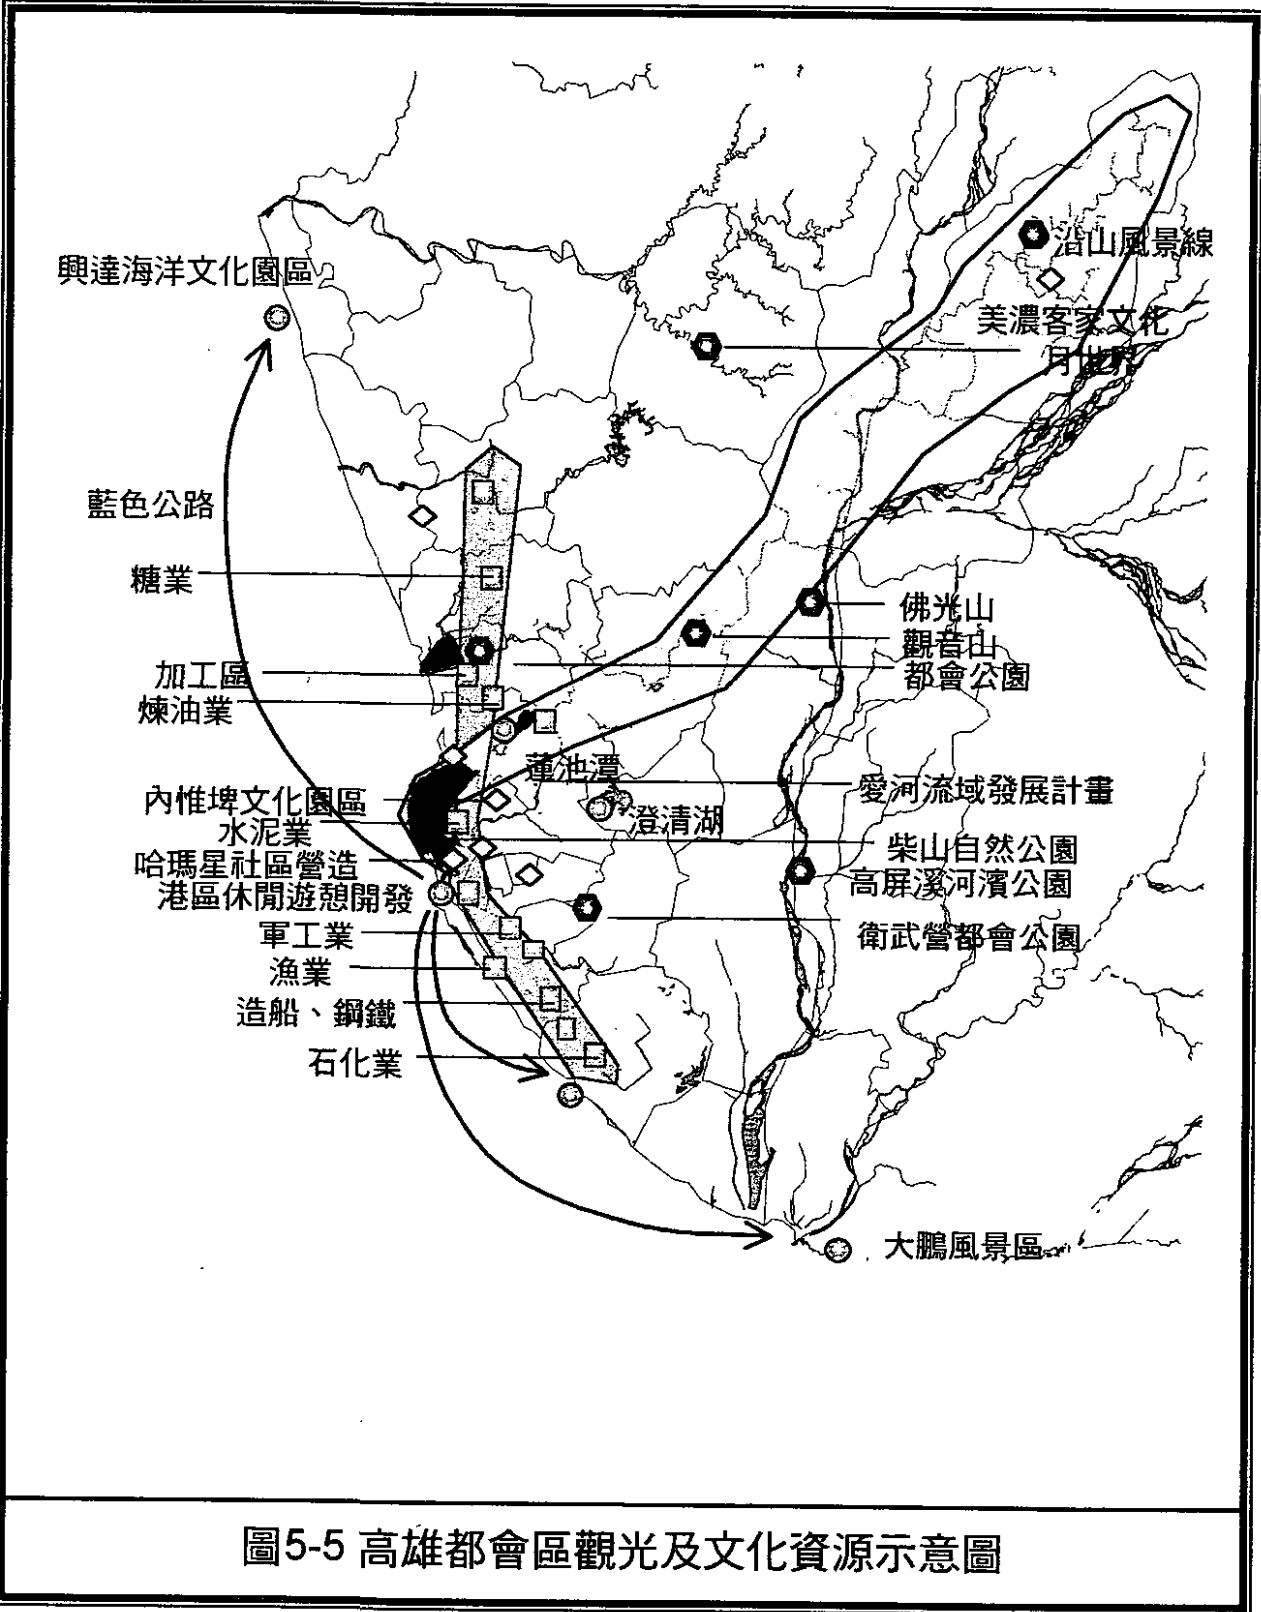 沿山風景線
興達海洋文化園區
美濃客家文化
月世界
藍色公路
糖業
佛光山
觀音山
加工區
都會公園
煉油業
蓮池潭
內惟埤文化園區
愛河流域發展計畫
水泥業
澄清湖
哈瑪星社區營造
柴山自然公園
港區休閒遊憩開發
高屏溪河濱公園
軍工業
衛武營都會公園
漁業
造船、鋼鐵
石化業
大鵬風景區
圖5-5 高雄都會區觀光及文化資源示意圖